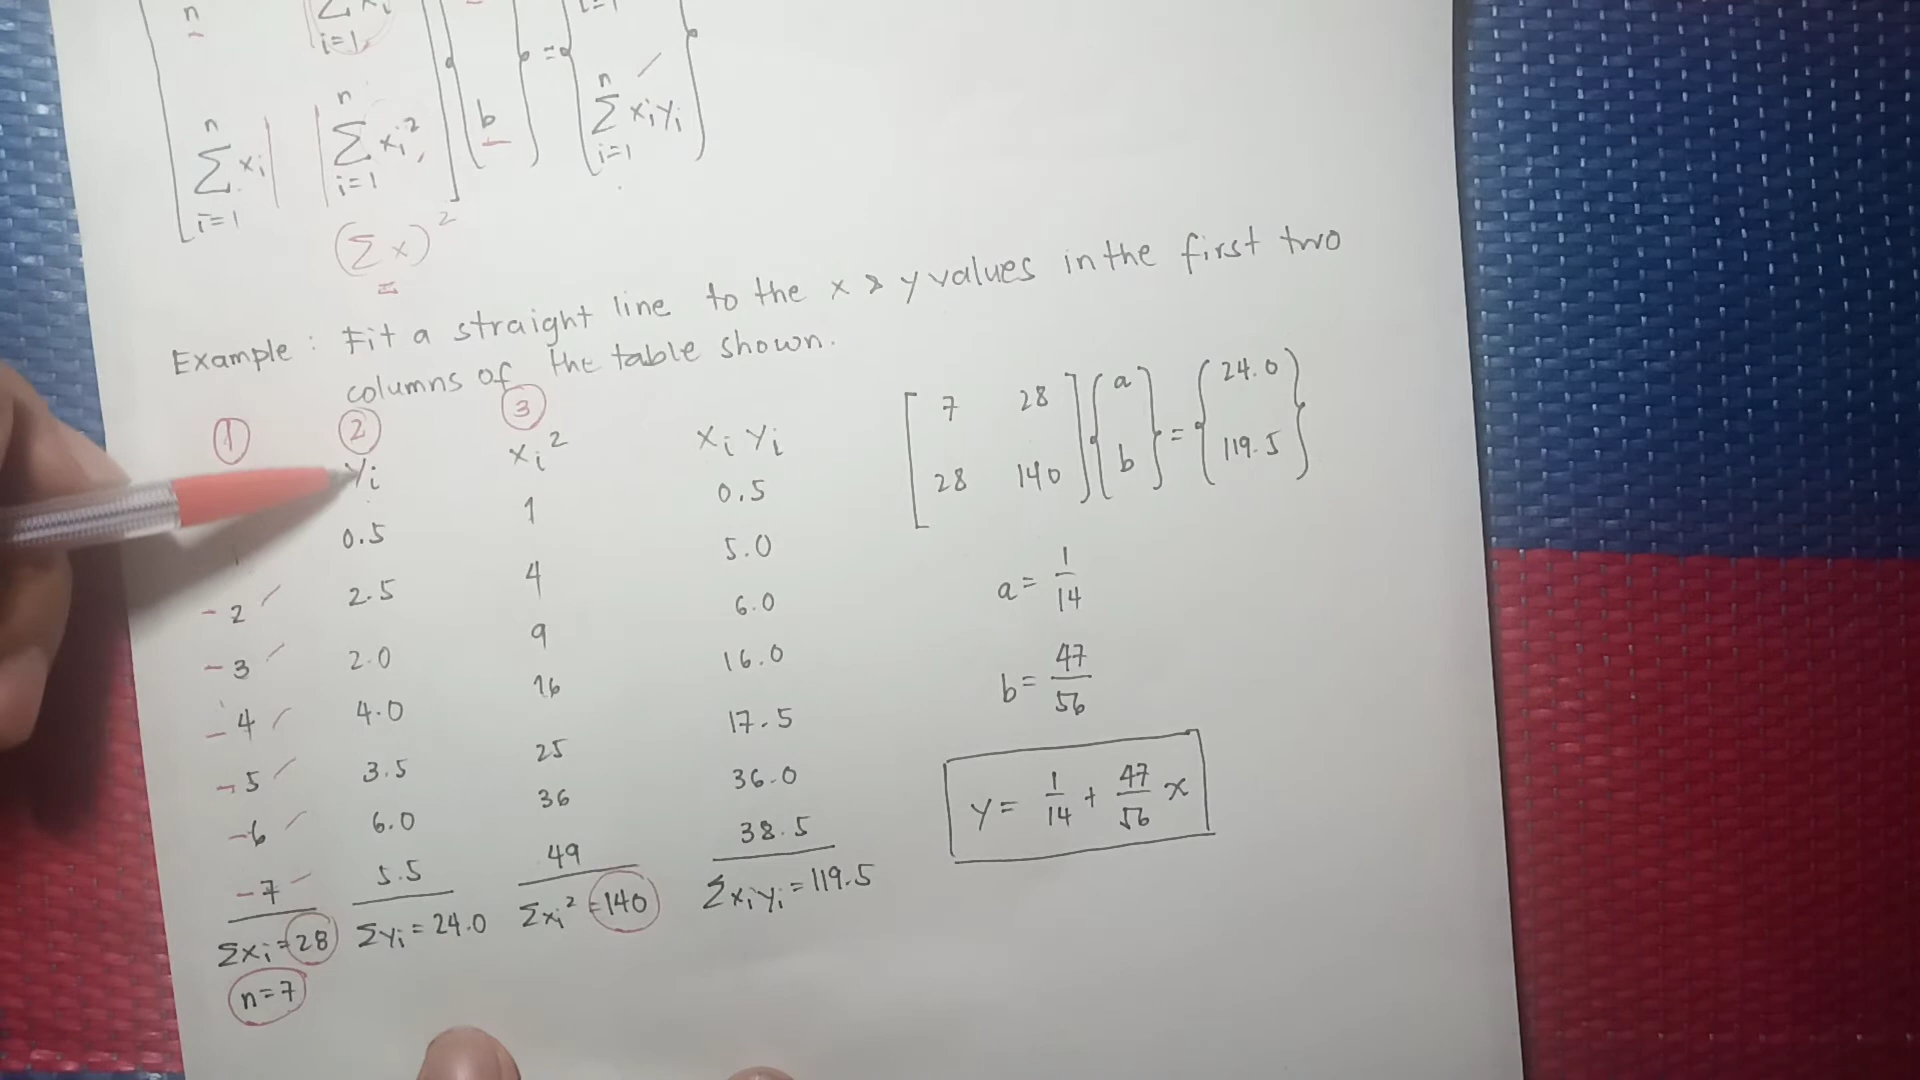 n Σ xi i=1
n Σ xi i=1 n Σ xi² i=1 b = n Σ xiyi i=1
(Σx)²
Example: Fit a straight line to the x & y values in the first two
columns of the table shown.
1 2 3
yi xi² xi yi
0.5 1 0.5
2 2.5 4 5.0
3 2.0 9 6.0
4 4.0 16 16.0
5 3.5 25 17.5
6 6.0 36 36.0
7 5.5 49 38.5
Σxi=28 Σyi=24.0 Σxi²=140 Σxiyi=119.5
n=7
[7 28] {a} = {24.0}
[28 140] {b} {119.5}
a= 1/14
b= 47/56
y= 1/14 + 47/56 x